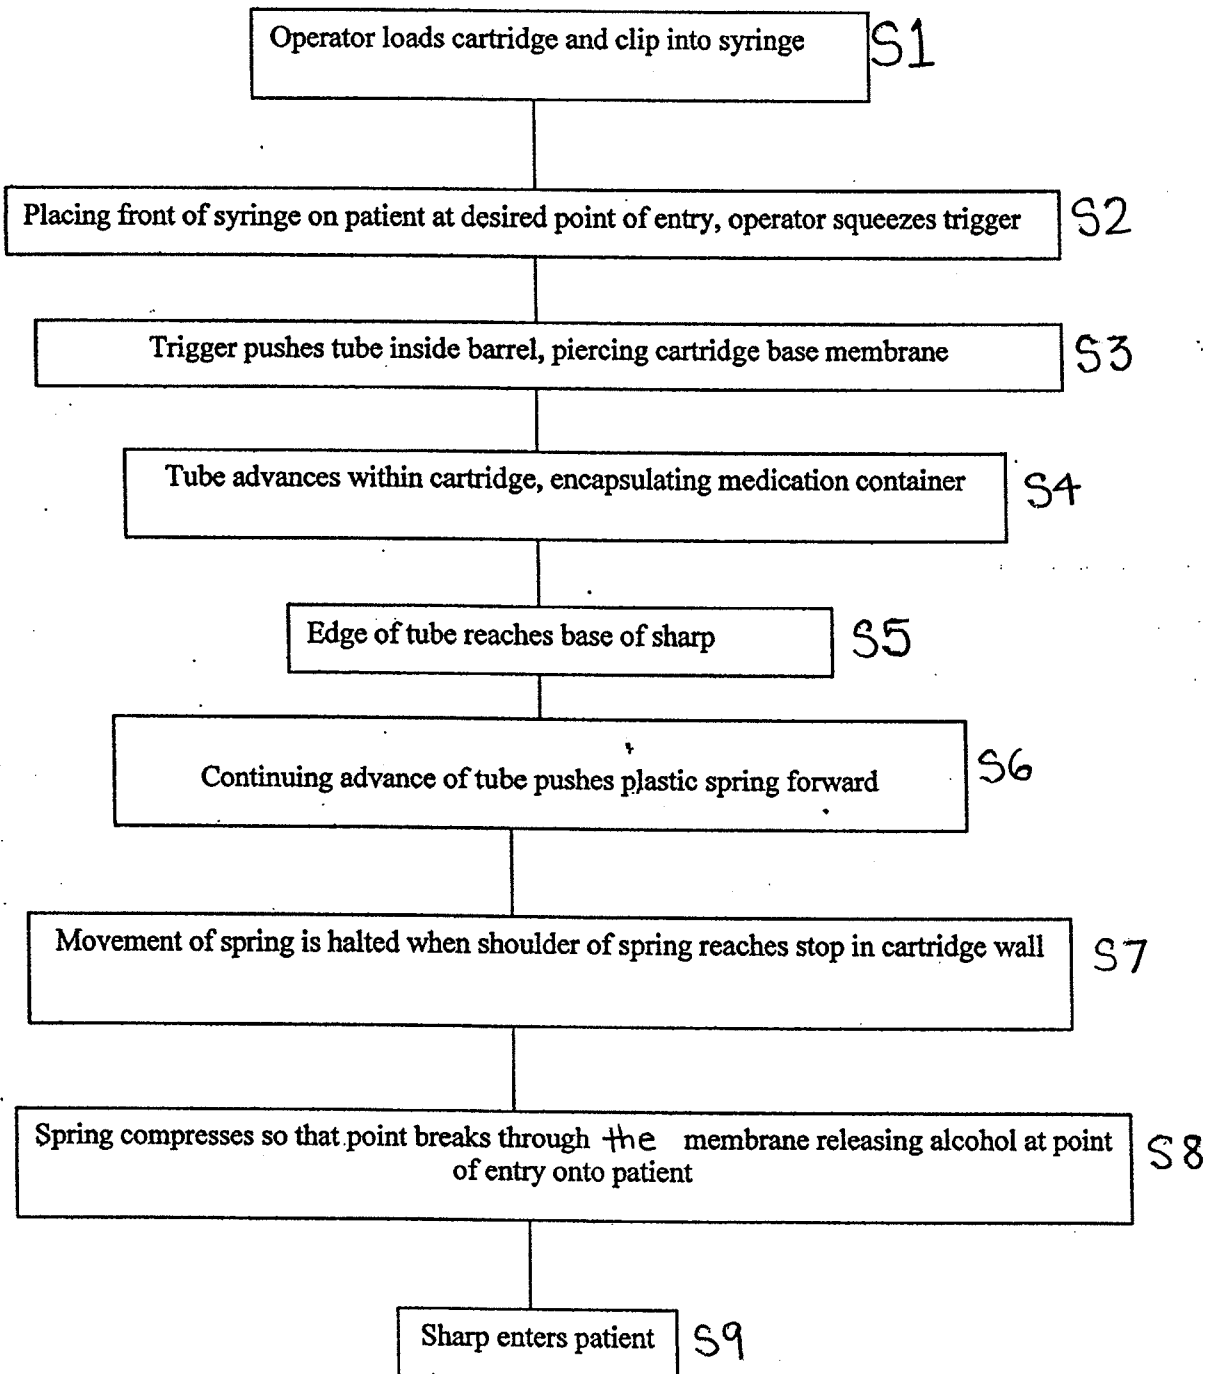 Operator loads cartridge and clip into syringe S1
Placing front of syringe on patient at desired point of entry, operator squeezes trigger S2
Trigger pushes tube inside barrel, piercing cartridge base membrane S3
Tube advances within cartridge, encapsulating medication container S4
Edge of tube reaches base of sharp S5
Continuing advance of tube pushes plastic spring forward S6
Movement of spring is halted when shoulder of spring reaches stop in cartridge wall S7
Spring compresses so that point breaks through the membrane releasing alcohol at point S8
of entry onto patient
Sharp enters patient S9